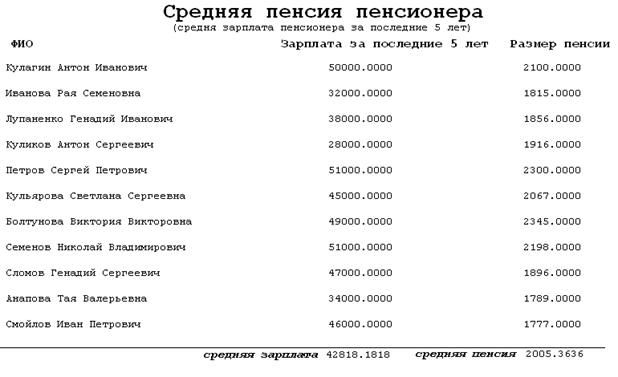 Средняя пенсия пенсионера
(средня зарплата пенсионера за последние 5 лет)
ФИО Зарплата за последние 5 лет Размер пенсии
Кулагин Антон Иванович 50000.0000 2100.0000
Иванова Рая Семеновна 32000.0000 1815.0000
Лупаненко Генадий Иванович 38000.0000 1856.0000
Куликов Антон Сергеевич 28000.0000 1916.0000
Петров Сергей Петрович 51000.0000 2300.0000
Кульярова Светлана Сергеевна 45000.0000 2067.0000
Болтунова Виктория Викторовна 49000.0000 2345.0000
Семенов Николай Владимирович 51000.0000 2198.0000
Сломов Генадий Сергеевич 47000.0000 1896.0000
Анапова Тая Валерьевна 34000.0000 1789.0000
Смойлов Иван Петрович 46000.0000 1777.0000
средняя зарплата 42818.1818 средняя пенсия 2005.3636